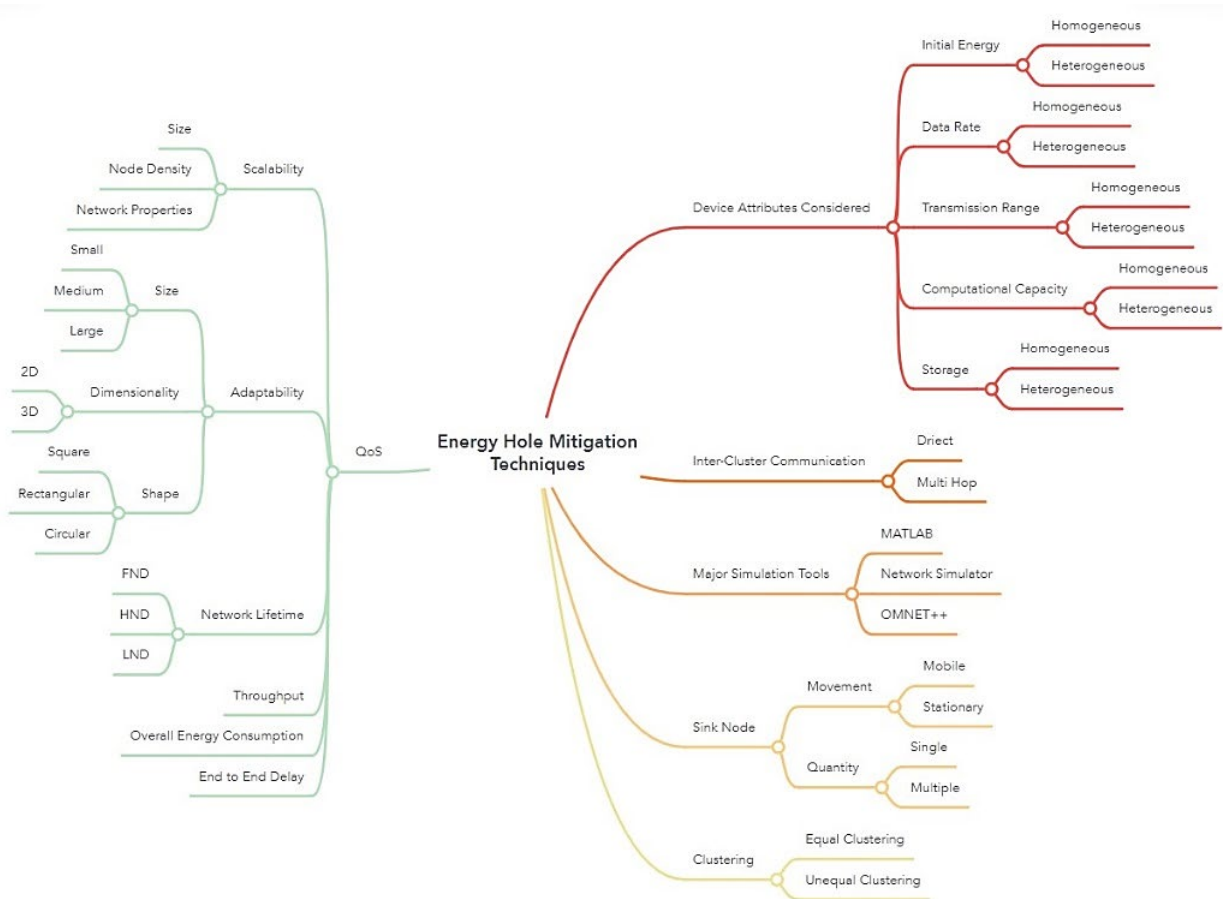 Energy Hole Mitigation
Techniques
Device Attributes Considered
Initial Energy
Homogeneous
Heterogeneous
Data Rate
Homogeneous
Heterogeneous
Transmission Range
Homogeneous
Heterogeneous
Computational Capacity
Homogeneous
Heterogeneous
Storage
Homogeneous
Heterogeneous
Inter-Cluster Communication
Driect
Multi Hop
Major Simulation Tools
MATLAB
Network Simulator
OMNET++
Sink Node
Movement
Mobile
Stationary
Quantity
Single
Multiple
Clustering
Equal Clustering
Unequal Clustering
QoS
Scalability
Size
Node Density
Network Properties
Adaptability
Size
Small
Medium
Large
Dimensionality
2D
3D
Shape
Square
Rectangular
Circular
Network Lifetime
FND
HND
LND
Throughput
Overall Energy Consumption
End to End Delay